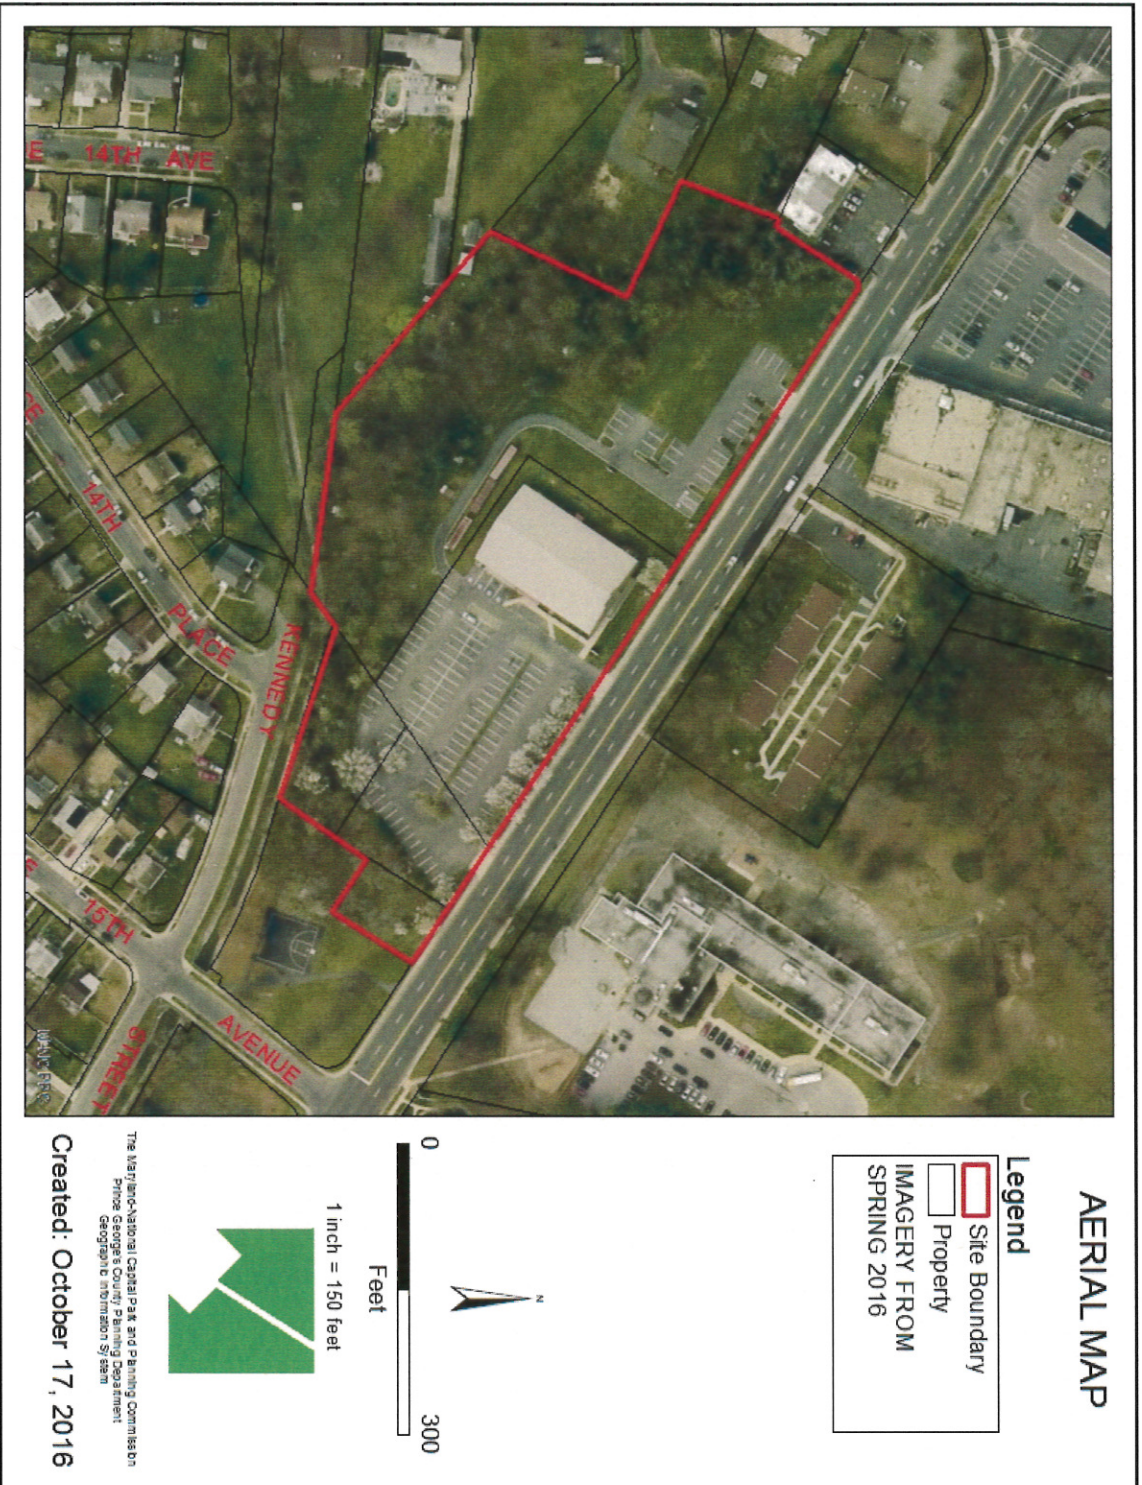 AERIAL MAP
Legend
Site Boundary
Property
IMAGERY FROM
SPRING 2016
N
0
300
Feet
1 inch = 150 feet
The Maryland-National Capital Park and Planning Commission
Prince George's County Planning Department
Geographic Information System
Created: October 17, 2016
E 14TH AVE
14TH
PLACE
KENNEDY
15TH
AVENUE
STREET